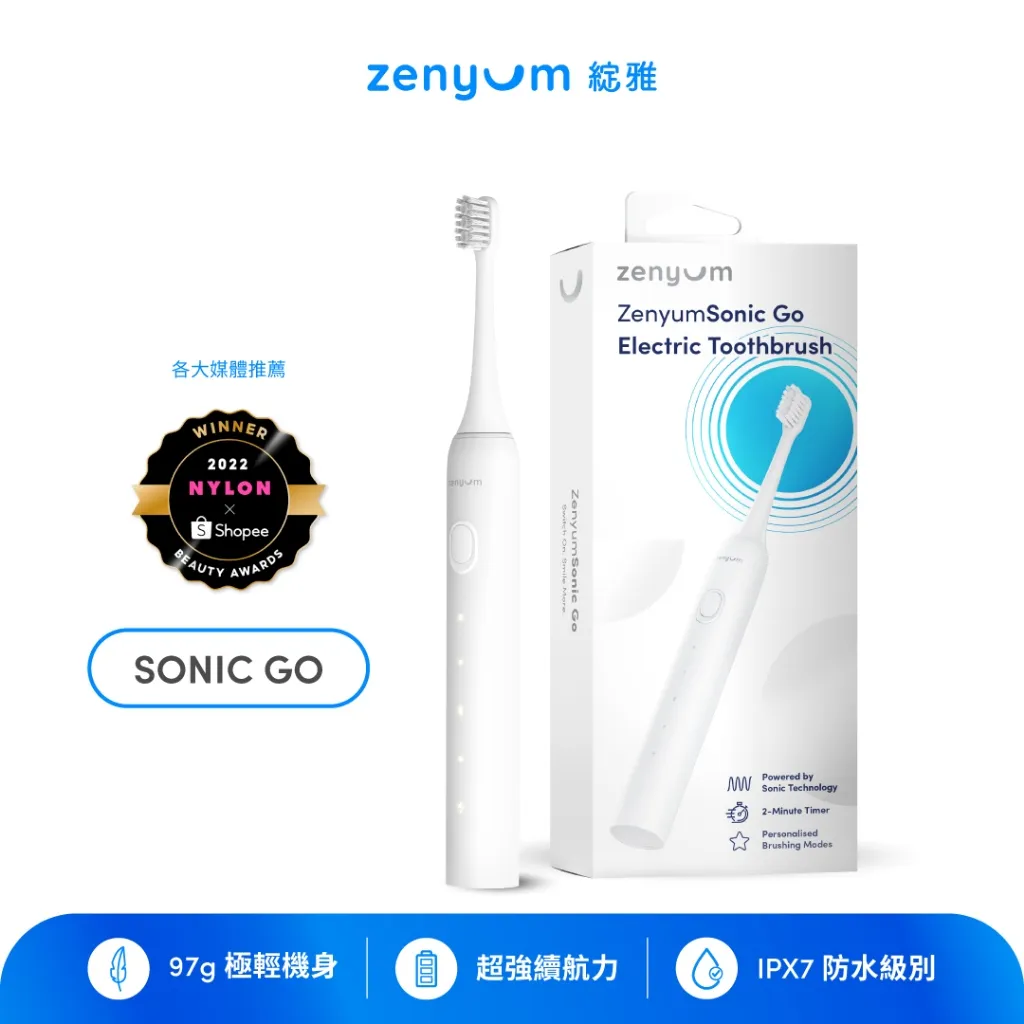 zenyum 綻雅
各大媒體推薦
WINNER
2022
NYLON
×
Shopee
BEAUTY AWARDS
SONIC GO
zenyum
zenyum
ZenyumSonic Go
Electric Toothbrush
zenyum
ZenyumSonic Go
Switch On. Smile More.
Powered by
Sonic Technology
2-Minute Timer
Personalised
Brushing Modes
97g 極輕機身
超強續航力
IPX7 防水級別